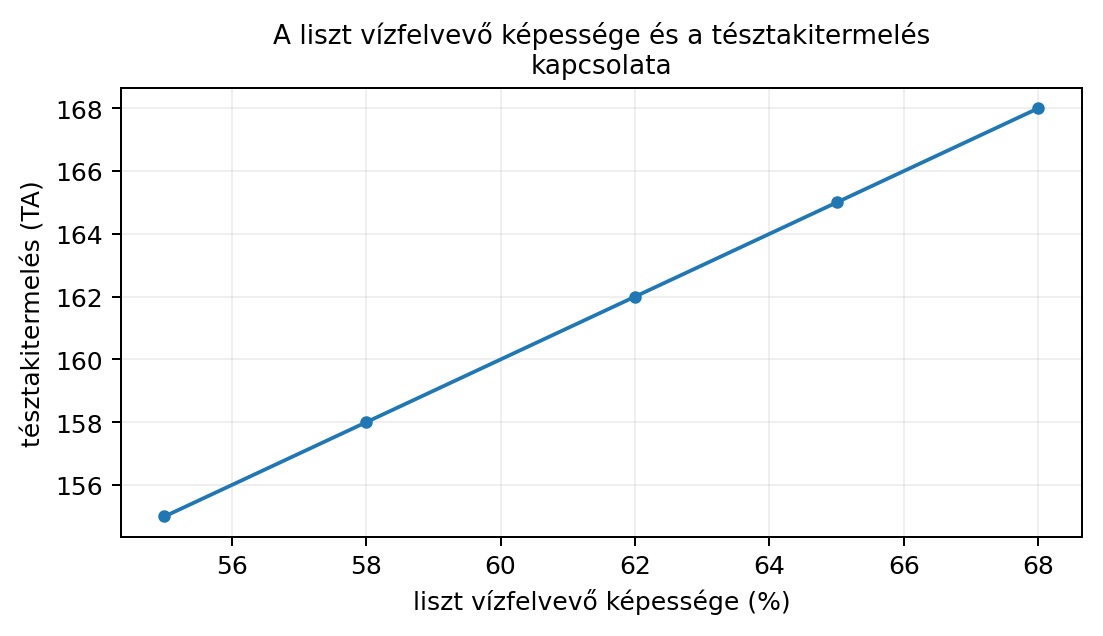 A liszt vízfelvevő képessége és a tésztakitermelés
kapcsolata
tésztakitermelés (TA)
168
166
164
162
160
158
156
56 58 60 62 64 66 68
liszt vízfelvevő képessége (%)